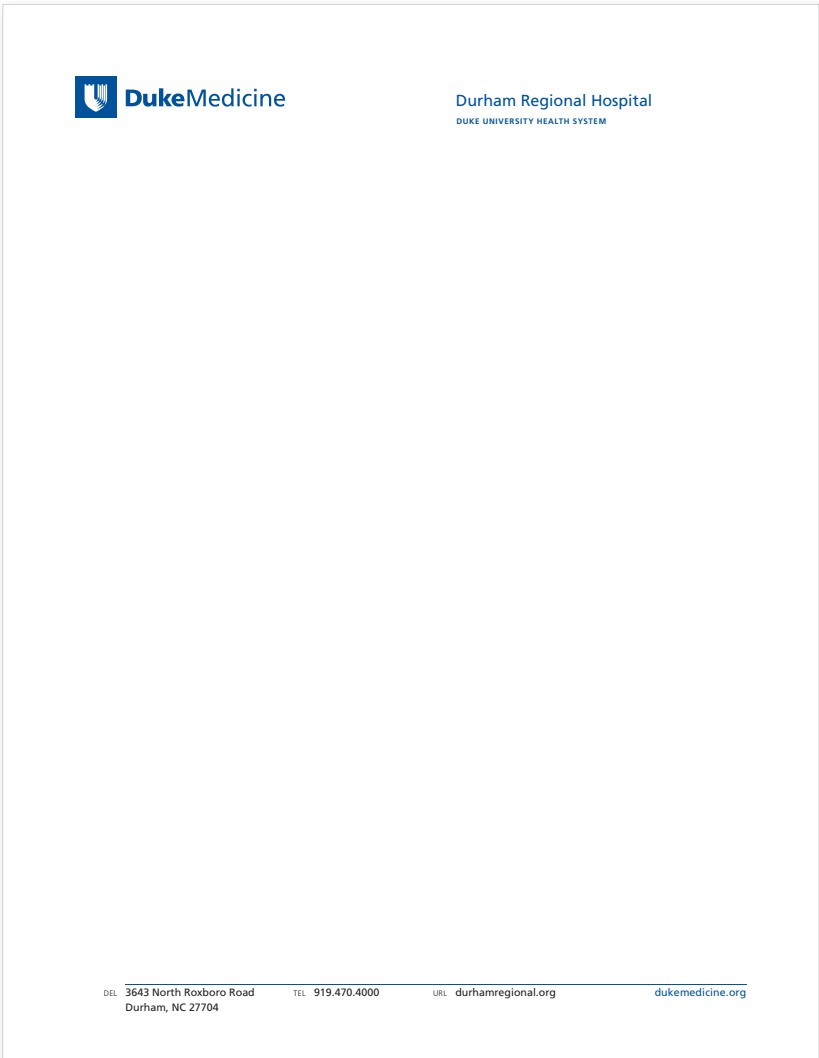 DukeMedicine
Durham Regional Hospital
DUKE UNIVERSITY HEALTH SYSTEM
DEL 3643 North Roxboro Road TEL 919.470.4000 URL durhamregional.org dukemedicine.org
Durham, NC 27704